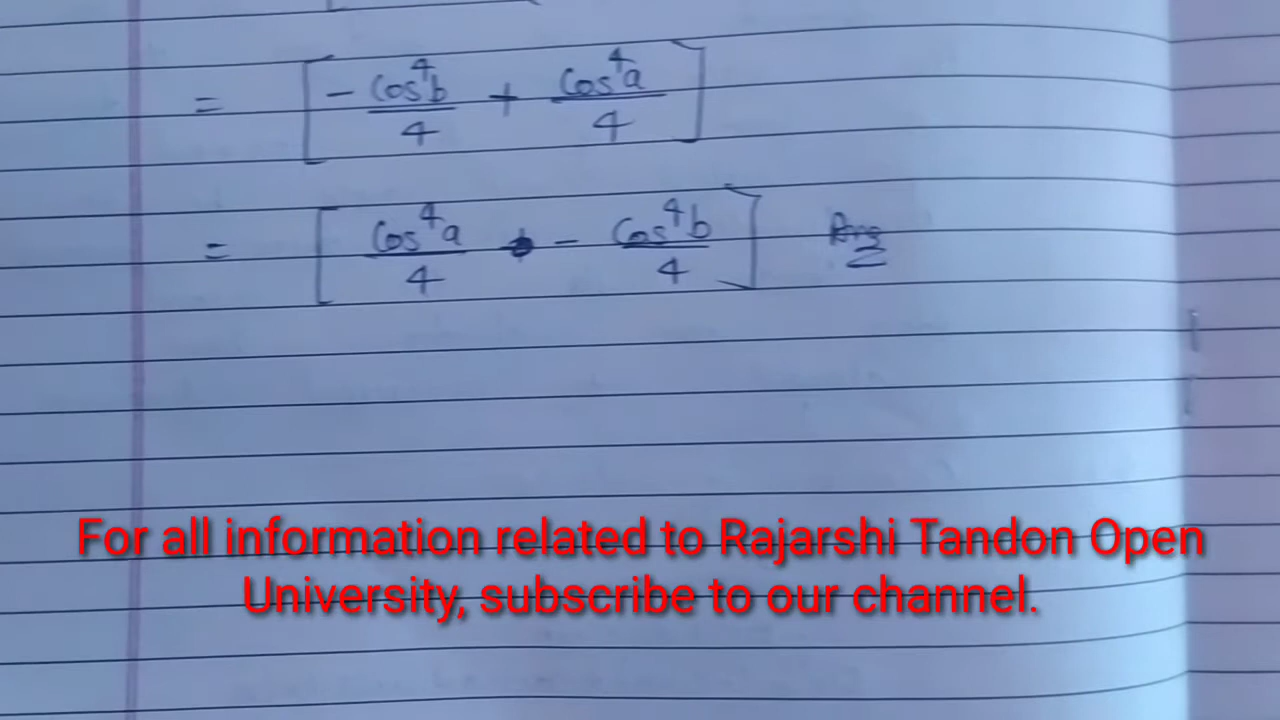 = [ - cos⁴b/4 + cos⁴a/4 ]
= [ cos⁴a/4 - cos⁴b/4 ] Ans
For all information related to Rajarshi Tandon Open
University, subscribe to our channel.